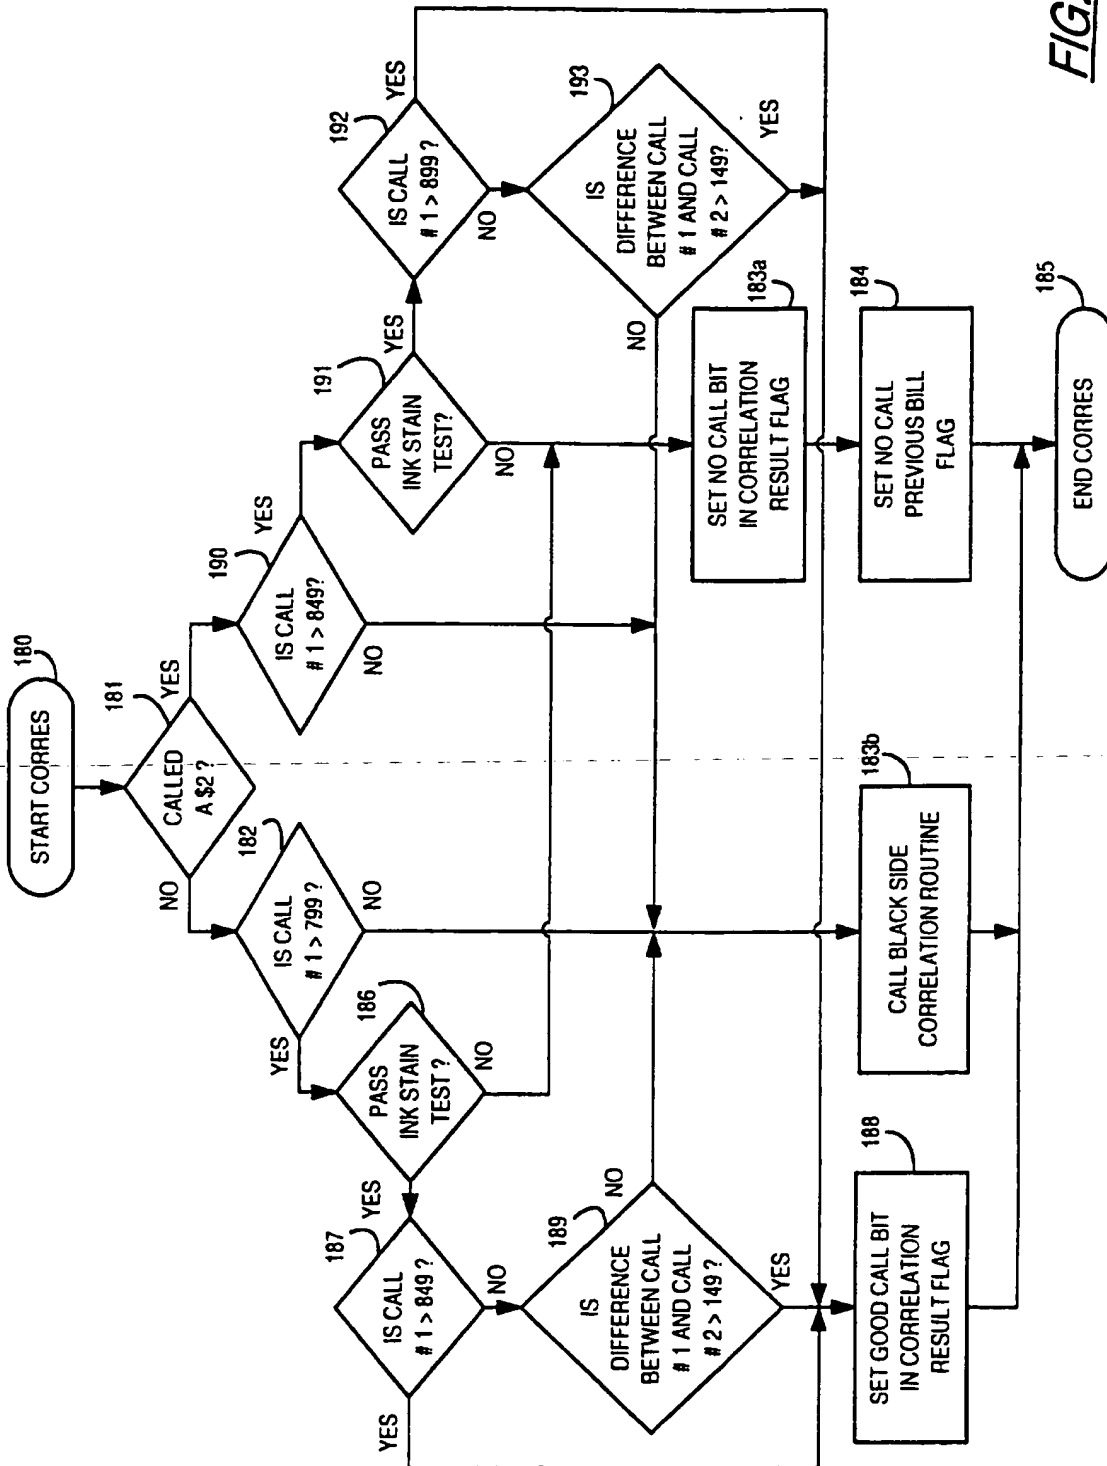 START CORRES
180
CALLED
A $2 ?
181
NO
YES
IS CALL
# 1 > 799 ?
182
YES
NO
IS CALL
# 1 > 849?
190
YES
NO
PASS
INK STAIN
TEST ?
186
YES
NO
PASS
INK STAIN
TEST?
191
YES
NO
IS CALL
# 1 > 849 ?
187
YES
NO
IS CALL
# 1 > 899 ?
192
YES
NO
IS
DIFFERENCE
BETWEEN CALL
# 1 AND CALL
# 2 > 149 ?
189
NO
YES
IS
DIFFERENCE
BETWEEN CALL
# 1 AND CALL
# 2 > 149?
193
NO
YES
SET NO CALL BIT
IN CORRELATION
RESULT FLAG
183a
SET GOOD CALL BIT
IN CORRELATION
RESULT FLAG
188
CALL BLACK SIDE
CORRELATION ROUTINE
183b
SET NO CALL
PREVIOUS BILL
FLAG
184
END CORRES
185
FIG.